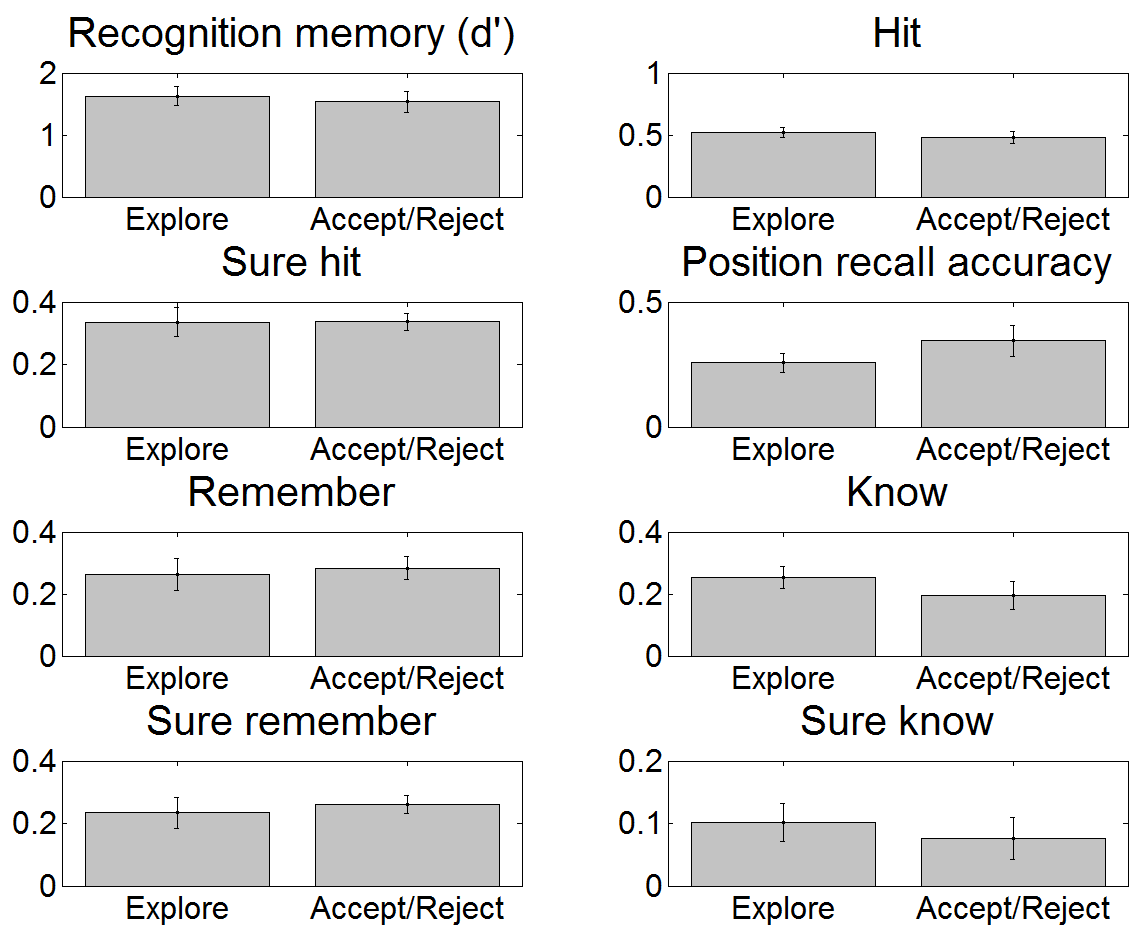 Recognition memory (d')
2
1
0
Explore Accept/Reject
Hit
1
0.5
0
Explore Accept/Reject
Sure hit
0.4
0.2
0
Explore Accept/Reject
Position recall accuracy
0.5
0
Explore Accept/Reject
Remember
0.4
0.2
0
Explore Accept/Reject
Know
0.4
0.2
0
Explore Accept/Reject
Sure remember
0.4
0.2
0
Explore Accept/Reject
Sure know
0.2
0.1
0
Explore Accept/Reject